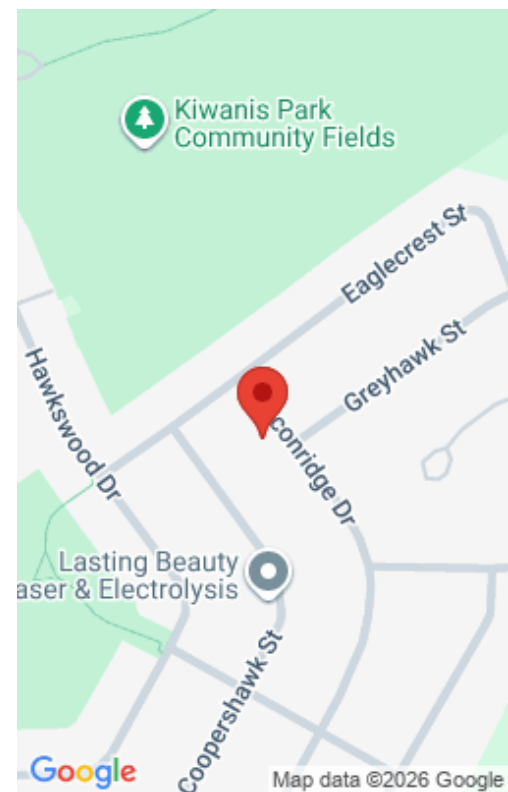 Kiwanis Park
Community Fields
Eaglecrest St
Greyhawk St
Hawkswood Dr
conridge Dr
Lasting Beauty
aser & Electrolysis
Coopershawk St
Google
Map data ©2026 Google